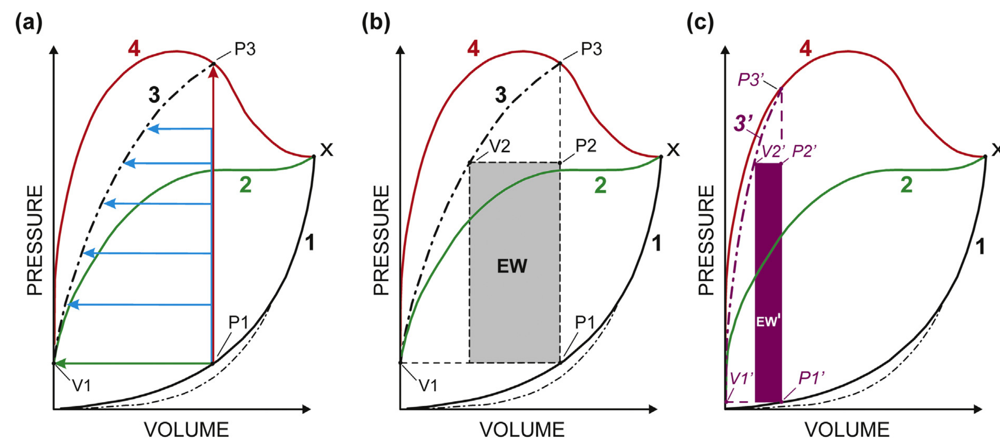 (a)
4
P3
3
X
2
1
P1
V1
PRESSURE
VOLUME
(b)
4
P3
3
V2
P2
X
2
EW
1
P1
V1
PRESSURE
VOLUME
(c)
4
P3’
3’
V2’ P2’
X
2
1
EW'
V1’
P1’
PRESSURE
VOLUME